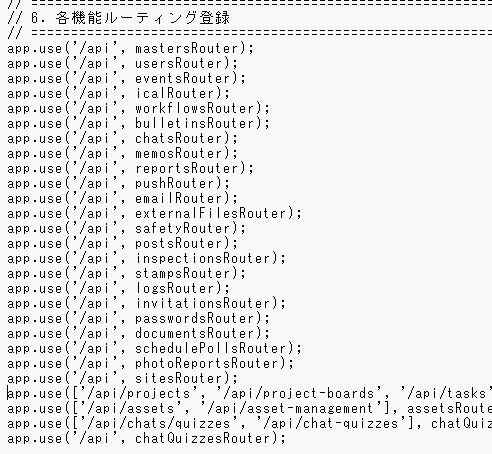 // 6. 各機能ルーティング登録
// ============================================================
app.use('/api', mastersRouter);
app.use('/api', usersRouter);
app.use('/api', eventsRouter);
app.use('/api', icalRouter);
app.use('/api', workflowsRouter);
app.use('/api', bulletinsRouter);
app.use('/api', chatsRouter);
app.use('/api', memosRouter);
app.use('/api', reportsRouter);
app.use('/api', pushRouter);
app.use('/api', emailRouter);
app.use('/api', externalFilesRouter);
app.use('/api', safetyRouter);
app.use('/api', postsRouter);
app.use('/api', inspectionsRouter);
app.use('/api', stampsRouter);
app.use('/api', logsRouter);
app.use('/api', invitationsRouter);
app.use('/api', passwordsRouter);
app.use('/api', documentsRouter);
app.use('/api', schedulePollsRouter);
app.use('/api', photoReportsRouter);
app.use('/api', sitesRouter);
app.use(['/api/projects', '/api/project-boards', '/api/tasks'
app.use(['/api/assets', '/api/asset-management'], assetsRoute
app.use(['/api/chats/quizzes', '/api/chat-quizzes'], chatQuiz
app.use('/api', chatQuizzesRouter);